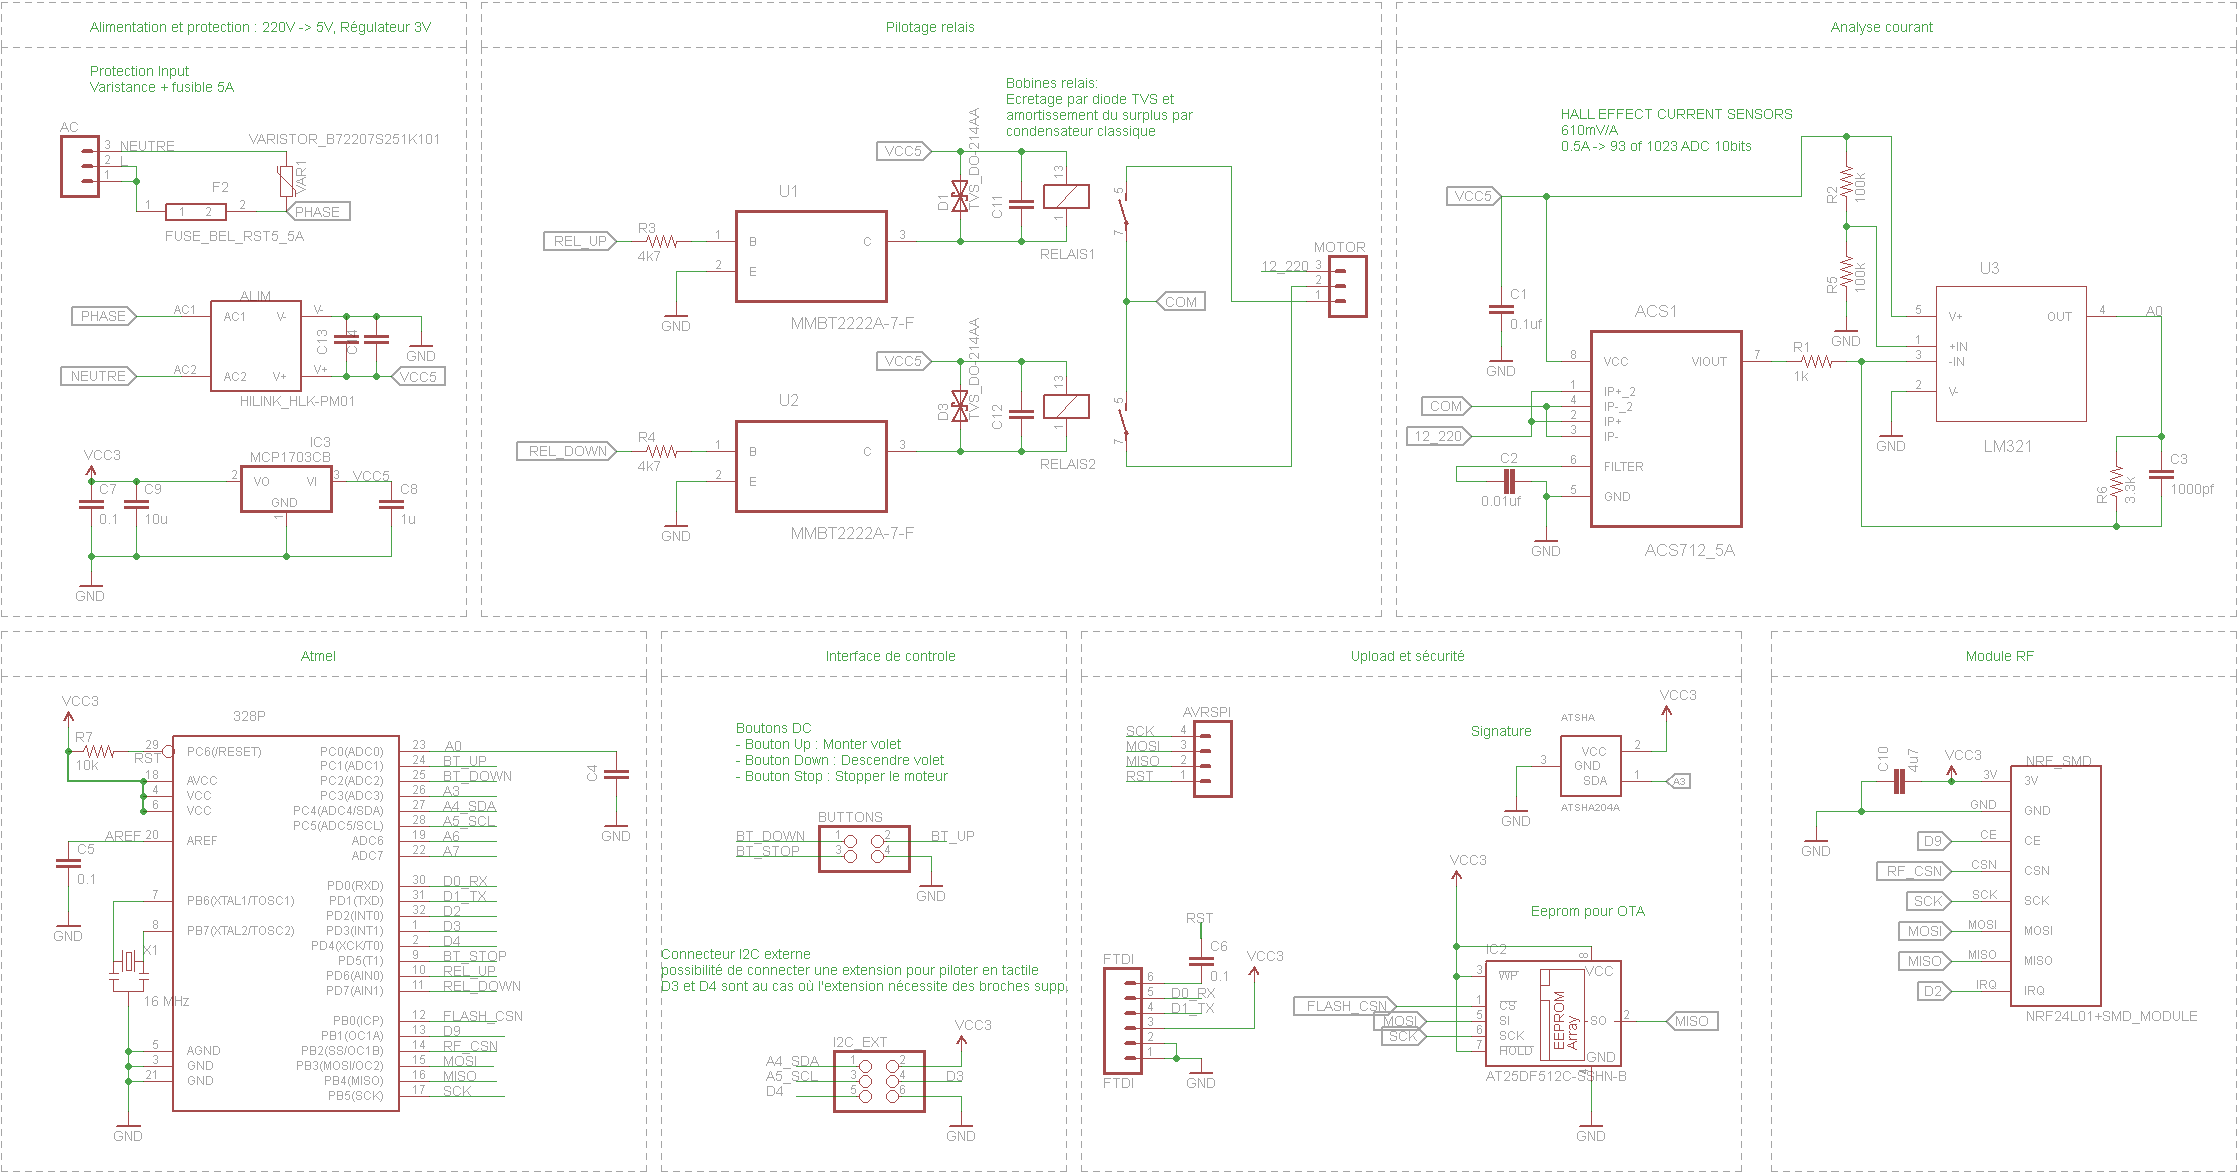 Alimentation et protection : 220V -> 5V, Régulateur 3V
Protection Input
Varistance + fusible 5A
AC
3
NEUTRE
2
L
1
VARISTOR_B72207S251K101
VAR1
F2
1
1
2
2
PHASE
FUSE_BEL_RST5_5A
ALIM
PHASE
AC1
AC1
V-
V-
NEUTRE
AC2
AC2
V+
V+
C13
GND
VCC5
HILINK_HLK-PM01
IC3
MCP1703CB
VCC3
2
VO
VI
3
VCC5
GND
1
C7
0.1
C9
10u
C8
1u
GND
Pilotage relais
Bobines relais:
Ecretage par diode TVS et
amortissement du surplus par
condensateur classique
VCC5
D1
TVS_DO-214AA
C11
13
1
RELAIS1
U1
REL_UP
R3
4k7
1
B
C
3
2
E
GND
MMBT2222A-7-F
5
7
COM
12_220
MOTOR
3
2
1
VCC5
D3
TVS_DO-214AA
C12
13
1
RELAIS2
U2
REL_DOWN
R4
4k7
1
B
C
3
2
E
GND
MMBT2222A-7-F
5
7
Analyse courant
HALL EFFECT CURRENT SENSORS
610mV/A
0.5A -> 93 of 1023 ADC 10bits
VCC5
C1
0.1uf
GND
ACS1
8
VCC
VIOUT
7
1
IP+_2
COM
4
IP-_2
2
IP+
12_220
3
IP-
6
FILTER
C2
0.01uf
5
GND
GND
ACS712_5A
R2
100k
R5
100k
GND
R1
1k
U3
5
V+
OUT
4
A0
1
+IN
3
-IN
2
V-
GND
LM321
R6
3.3k
C3
1000pf
Atmel
VCC3
R7
10k
RST
328P
29
PC6(/RESET)
18
AVCC
4
VCC
6
VCC
AREF
20
AREF
C5
0.1
GND
7
PB6(XTAL1/TOSC1)
8
PB7(XTAL2/TOSC2)
X1
16 MHz
5
AGND
3
GND
21
GND
GND
PC0(ADC0)
23
A0
PC1(ADC1)
24
BT_UP
PC2(ADC2)
25
BT_DOWN
PC3(ADC3)
26
A3
PC4(ADC4/SDA)
27
A4_SDA
PC5(ADC5/SCL)
28
A5_SCL
ADC6
19
A6
ADC7
22
A7
PD0(RXD)
30
D0_RX
PD1(TXD)
31
D1_TX
PD2(INT0)
32
D2
PD3(INT1)
1
D3
PD4(XCK/T0)
2
D4
PD5(T1)
9
BT_STOP
PD6(AIN0)
10
REL_UP
PD7(AIN1)
11
REL_DOWN
PB0(ICP)
12
FLASH_CSN
PB1(OC1A)
13
D9
PB2(SS/OC1B)
14
RF_CSN
PB3(MOSI/OC2)
15
MOSI
PB4(MISO)
16
MISO
PB5(SCK)
17
SCK
C4
GND
Interface de controle
Boutons DC
- Bouton Up : Monter volet
- Bouton Down : Descendre volet
- Bouton Stop : Stopper le moteur
BUTTONS
BT_DOWN
1
2
BT_UP
BT_STOP
3
4
GND
Connecteur I2C externe
possibilité de connecter une extension pour piloter en tactile
D3 et D4 sont au cas où l'extension nécessite des broches supp.
VCC3
I2C_EXT
A4_SDA
1
2
A5_SCL
3
4
D3
D4
5
6
GND
Upload et sécurité
AVRSPI
SCK
4
MOSI
3
MISO
2
RST
1
Signature
ATSHA
VCC3
VCC
2
3
GND
SDA
1
A3
GND
ATSHA204A
RST
C6
0.1
VCC3
FTDI
6
5
D0_RX
4
D1_TX
3
2
1
GND
FTDI
Eeprom pour OTA
VCC3
IC2
8
VCC
3
WP
FLASH_CSN
1
CS
MOSI
5
SI
SCK
6
SCK
7
HOLD
EEPROM
Array
SO
2
MISO
GND
AT25DF512C-SSHN-B
GND
Module RF
C10
4u7
VCC3
NRF_SMD
3V
3V
GND
GND
GND
D9
CE
CE
RF_CSN
CSN
CSN
SCK
SCK
SCK
MOSI
MOSI
MOSI
MISO
MISO
MISO
D2
IRQ
IRQ
NRF24L01+SMD_MODULE